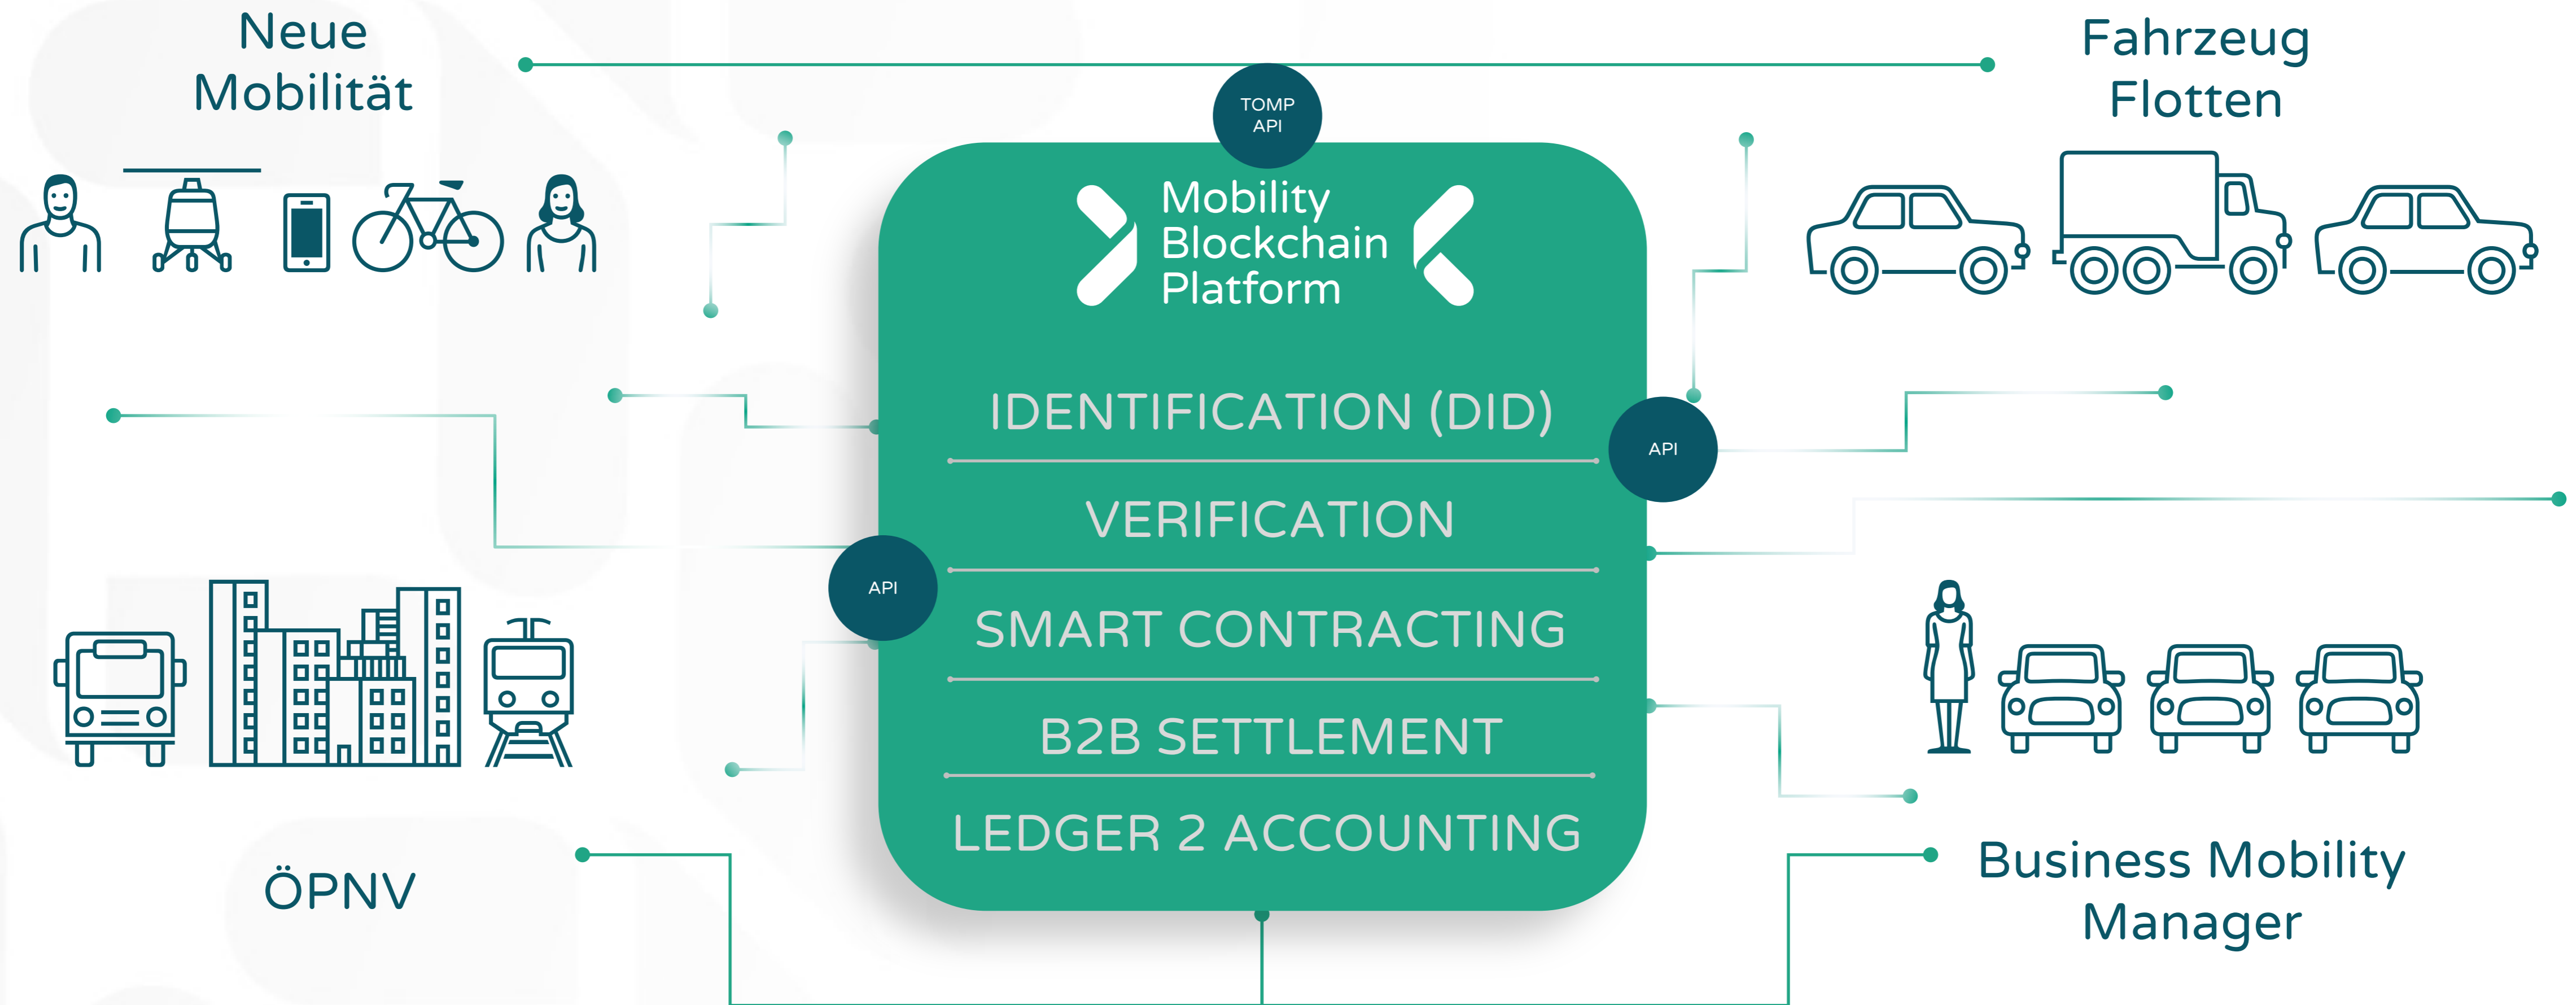 Neue
Mobilität
Fahrzeug
Flotten
TOMP
API
Mobility
Blockchain
Platform
IDENTIFICATION (DID)
API
VERIFICATION
API
SMART CONTRACTING
B2B SETTLEMENT
LEDGER 2 ACCOUNTING
ÖPNV
Business Mobility
Manager